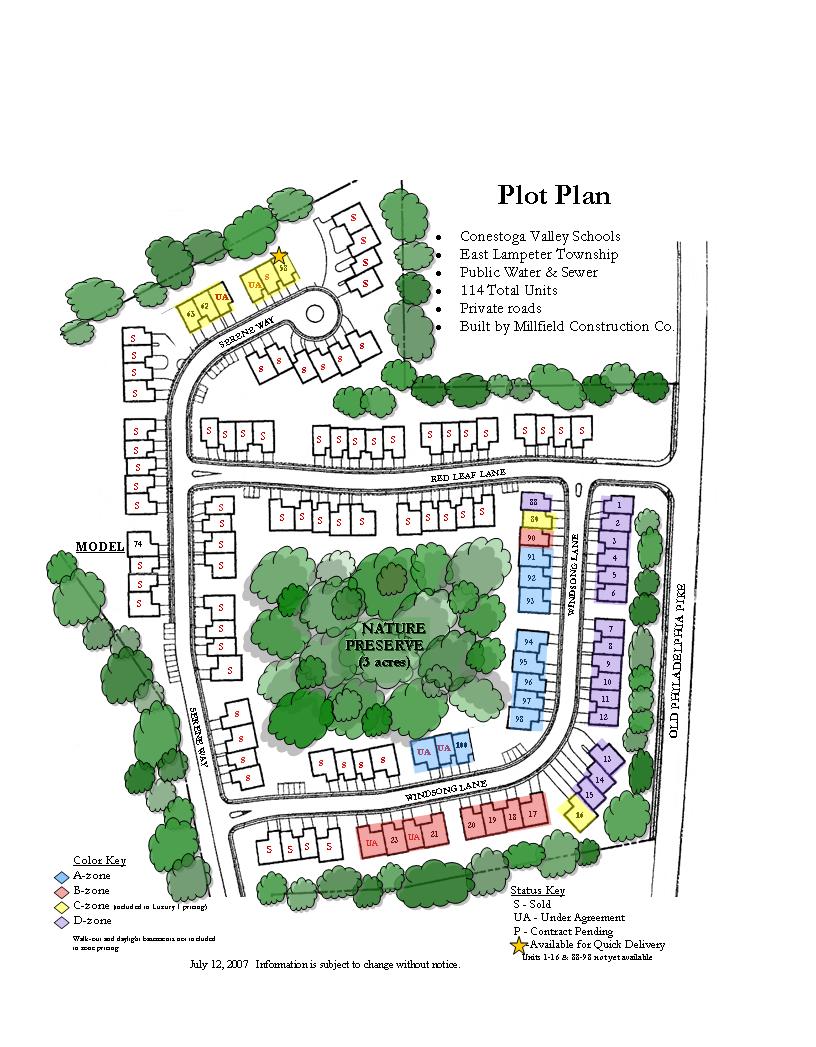 Plot Plan
Conestoga Valley Schools
East Lampeter Township
Public Water & Sewer
114 Total Units
Private roads
Built by Millfield Construction Co.
S
S
S
S
58
S
UA
UA
62
63
SERENE WAY
S S S S S S
S
S
S
S
S S S S
S S S S S
S S S S
S S S S
S
S
S
S
S
RED LEAF LANE
S S S S S
S S S S S
S
S
S
S
MODEL
74
S
S
S
88
89
90
91
92
93
1
2
3
4
5
6
WINDSONG LANE
NATURE
PRESERVE
(3 acres)
S
S
S
S
S
94
95
96
97
98
7
8
9
10
11
12
OLD PHILADELPHIA PIKE
SERENE WAY
S
S
S
S
S S S S
UA UA 100
13
14
15
16
WINDSONG LANE
20 19 18 17
UA 23 UA 21
S S S S
Color Key
A-zone
B-zone
C-zone (included in Luxury 1 pricing)
D-zone
Walk-out and daylight basements not included
in zone pricing
Status Key
S - Sold
UA - Under Agreement
P - Contract Pending
-Available for Quick Delivery
Units 1-16 & 88-98 not yet available
July 12, 2007 Information is subject to change without notice.